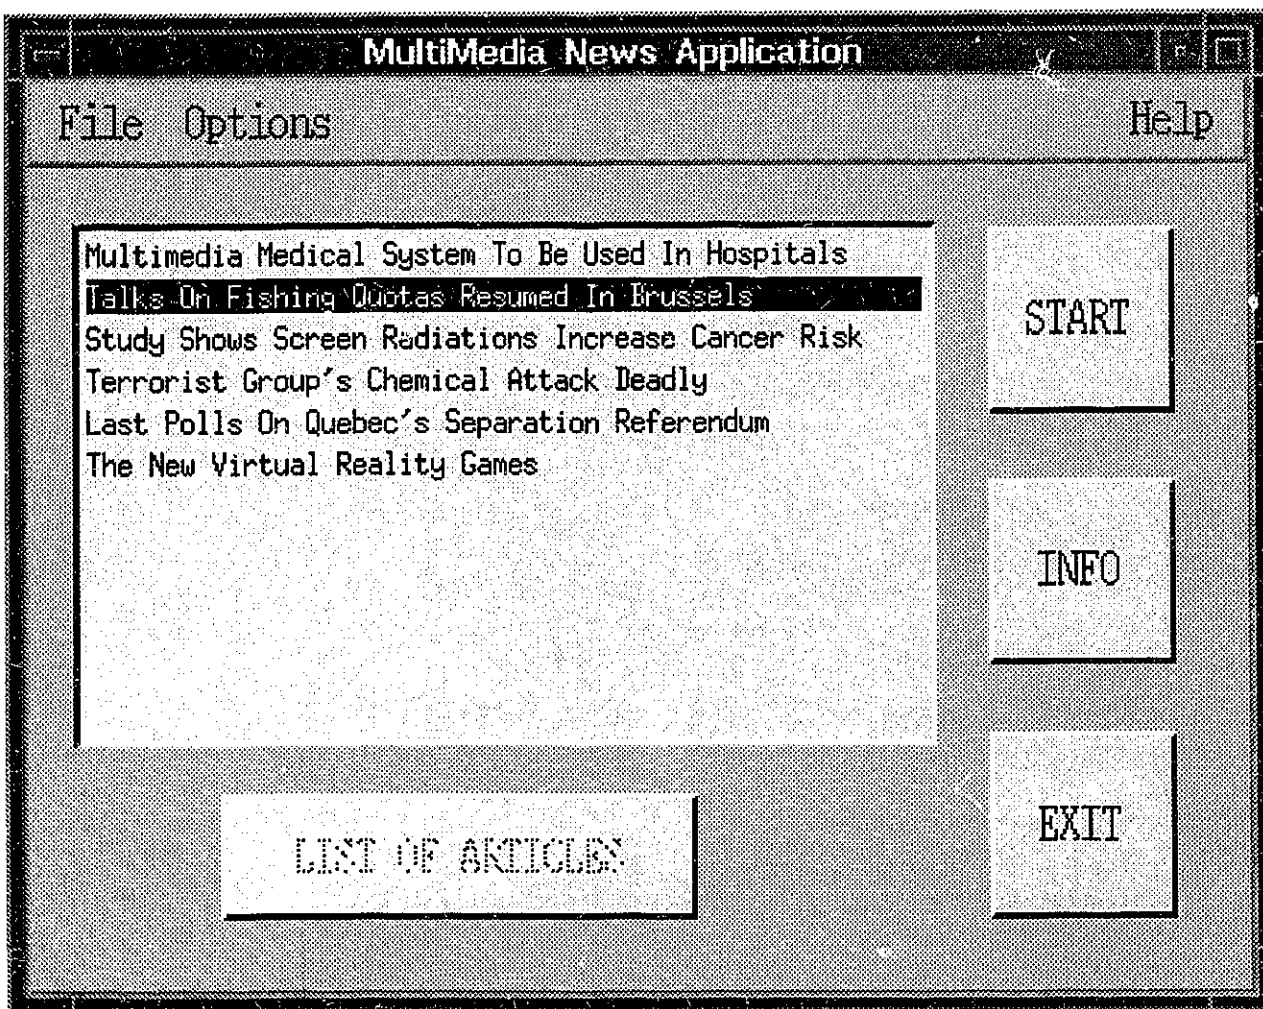 MultiMedia News Application
File Options Help
Multimedia Medical System To Be Used In Hospitals
Talks On Fishing Quotas Resumed In Brussels
Study Shows Screen Radiations Increase Cancer Risk
Terrorist Group's Chemical Attack Deadly
Last Polls On Quebec's Separation Referendum
The New Virtual Reality Games
START
INFO
EXIT
LIST OF ARTICLES